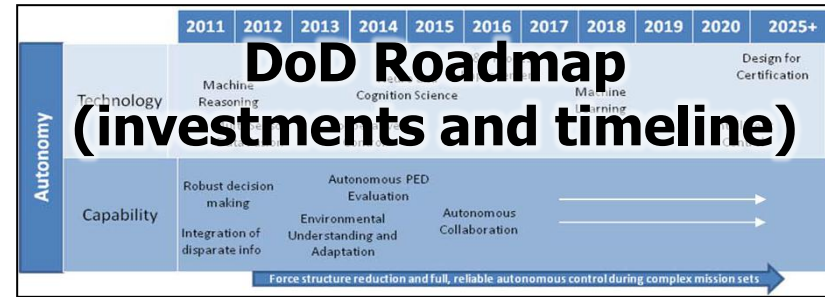 2011 2012 2013 2014 2015 2016 2017 2018 2019 2020 2025+
DoD Roadmap
(investments and timeline)
Autonomy
Technology
Machine
Reasoning
Cognition Science
Machine
Learning
Design for
Certification
Capability
Robust decision
making
Integration of
disparate info
Autonomous PED
Evaluation
Environmental
Understanding and
Adaptation
Autonomous
Collaboration
Force structure reduction and full, reliable autonomous control during complex mission sets